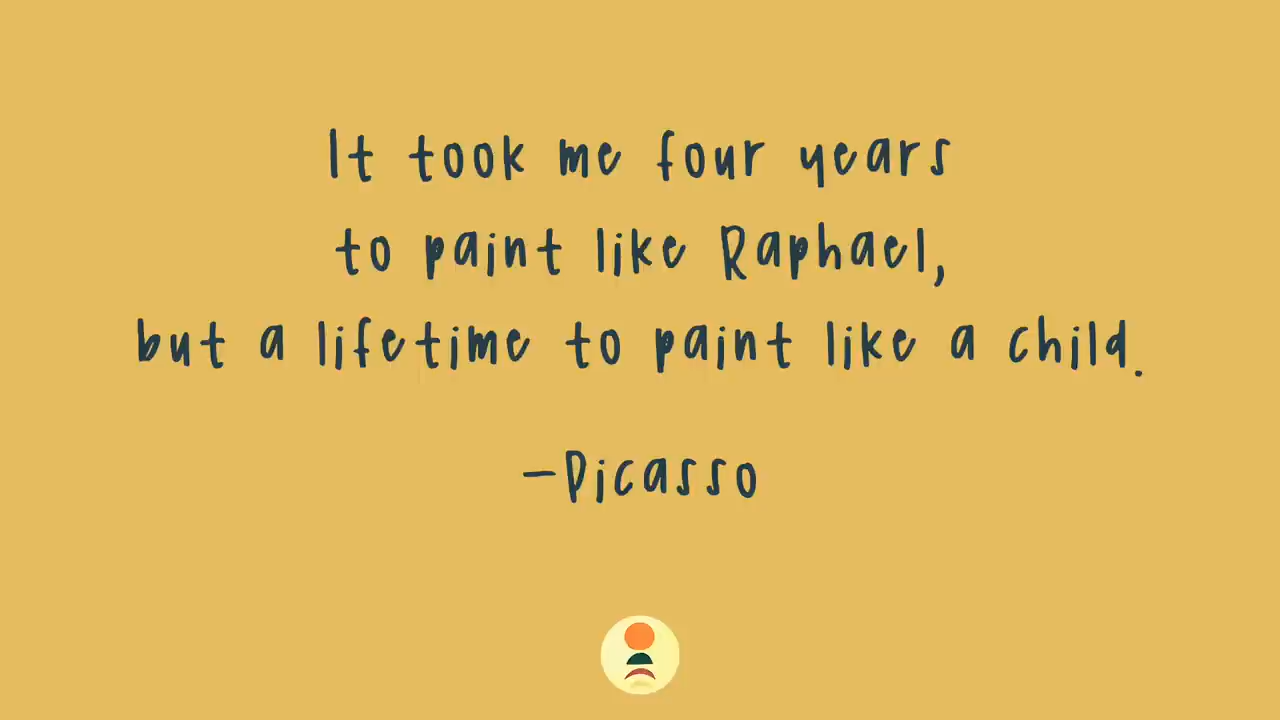 It took me four years
to paint like Raphael,
but a lifetime to paint like a child.
—Picasso